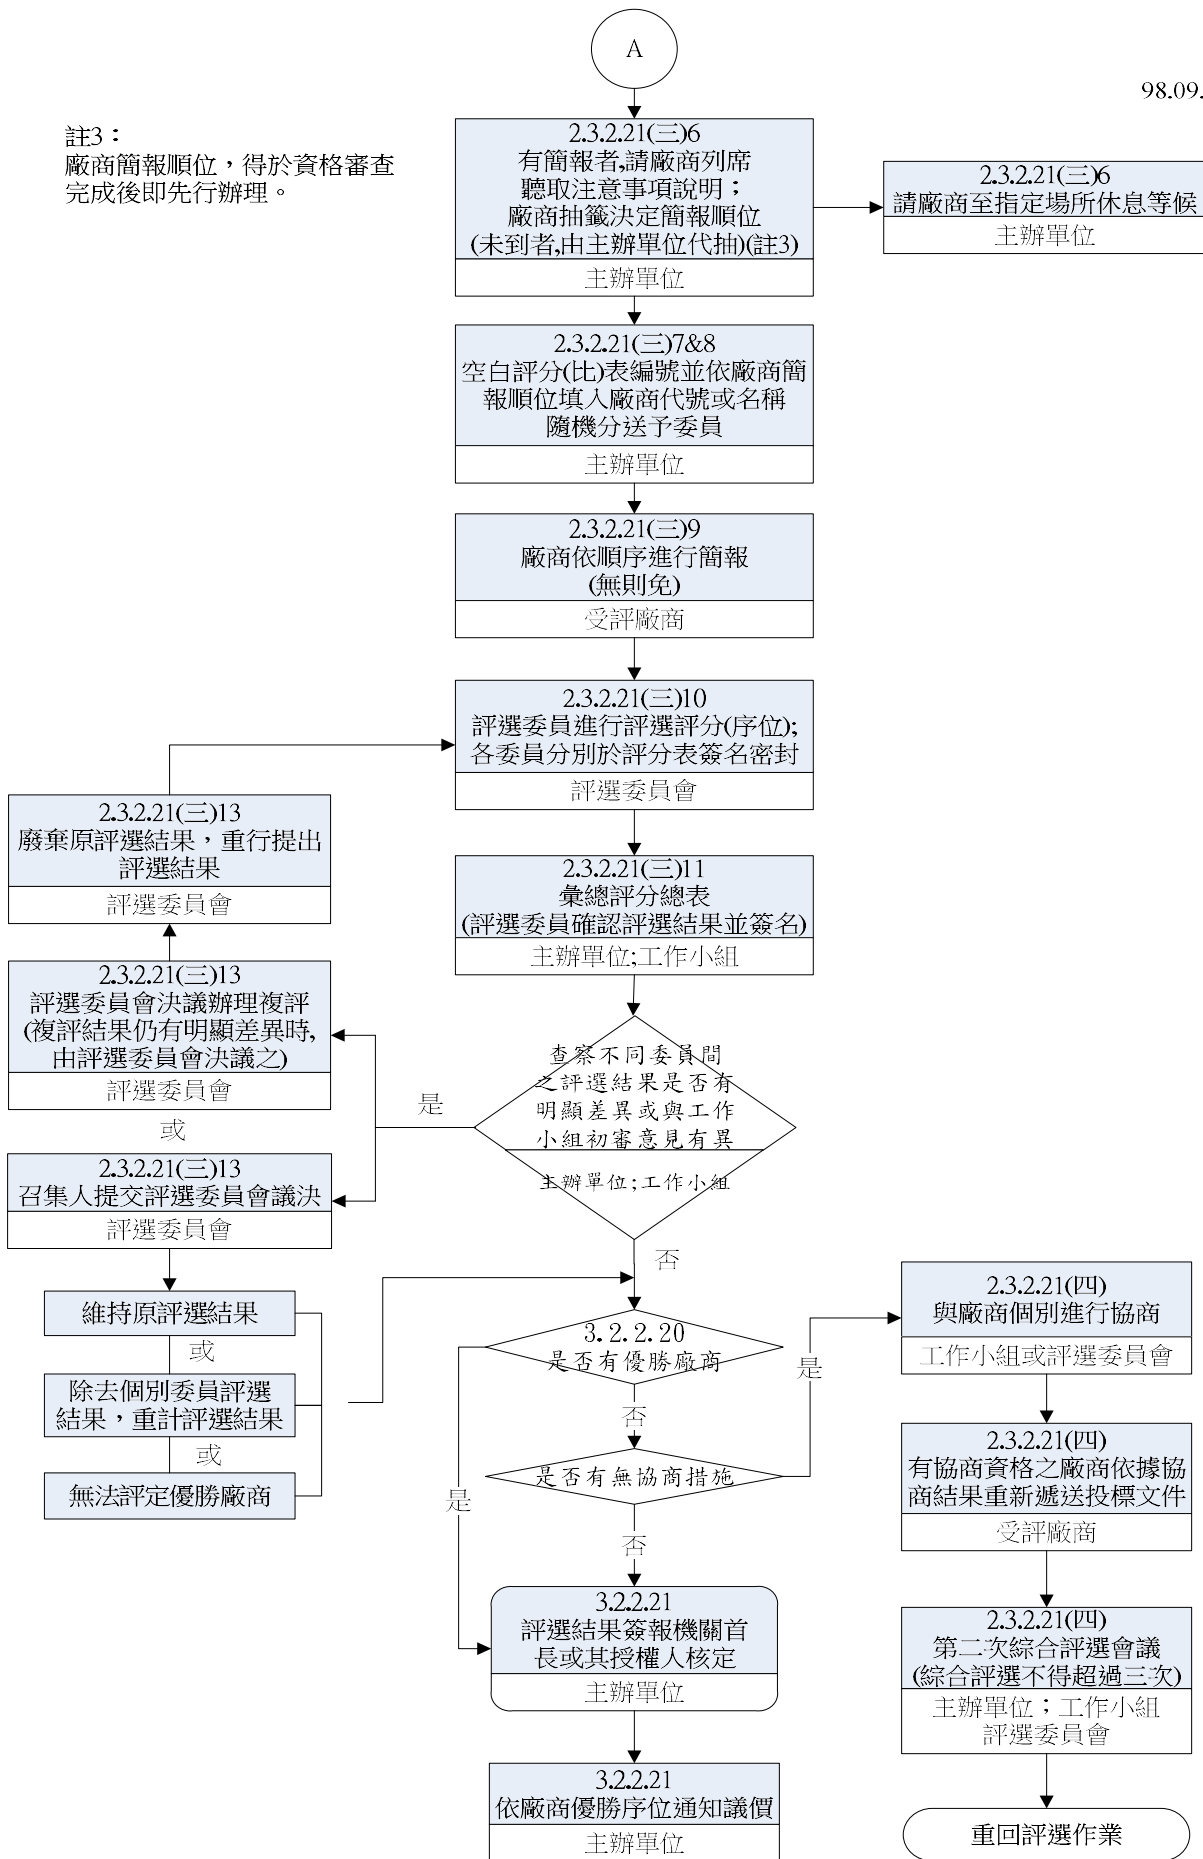 A
98.09.
註3：
廠商簡報順位，得於資格審查
完成後即先行辦理。
2.3.2.21(三)6
有簡報者,請廠商列席
聽取注意事項說明；
廠商抽籤決定簡報順位
(未到者,由主辦單位代抽)(註3)
主辦單位
2.3.2.21(三)6
請廠商至指定場所休息等候
主辦單位
2.3.2.21(三)7&8
空白評分(比)表編號並依廠商簡
報順位填入廠商代號或名稱
隨機分送予委員
主辦單位
2.3.2.21(三)9
廠商依順序進行簡報
(無則免)
受評廠商
2.3.2.21(三)10
評選委員進行評選評分(序位);
各委員分別於評分表簽名密封
評選委員會
2.3.2.21(三)13
廢棄原評選結果，重行提出
評選結果
評選委員會
2.3.2.21(三)11
彙總評分總表
(評選委員確認評選結果並簽名)
主辦單位;工作小組
2.3.2.21(三)13
評選委員會決議辦理複評
(複評結果仍有明顯差異時,
由評選委員會決議之)
評選委員會
或
是
查察不同委員間
之評選結果是否有
明顯差異或與工作
小組初審意見有異
主辦單位;工作小組
2.3.2.21(三)13
召集人提交評選委員會議決
評選委員會
否
維持原評選結果
或
除去個別委員評選
結果，重計評選結果
或
無法評定優勝廠商
3.2.2.20
是否有優勝廠商
是
否
是否有無協商措施
是
否
2.3.2.21(四)
與廠商個別進行協商
工作小組或評選委員會
2.3.2.21(四)
有協商資格之廠商依據協
商結果重新遞送投標文件
受評廠商
3.2.2.21
評選結果簽報機關首
長或其授權人核定
主辦單位
2.3.2.21(四)
第二次綜合評選會議
(綜合評選不得超過三次)
主辦單位；工作小組
評選委員會
3.2.2.21
依廠商優勝序位通知議價
主辦單位
重回評選作業